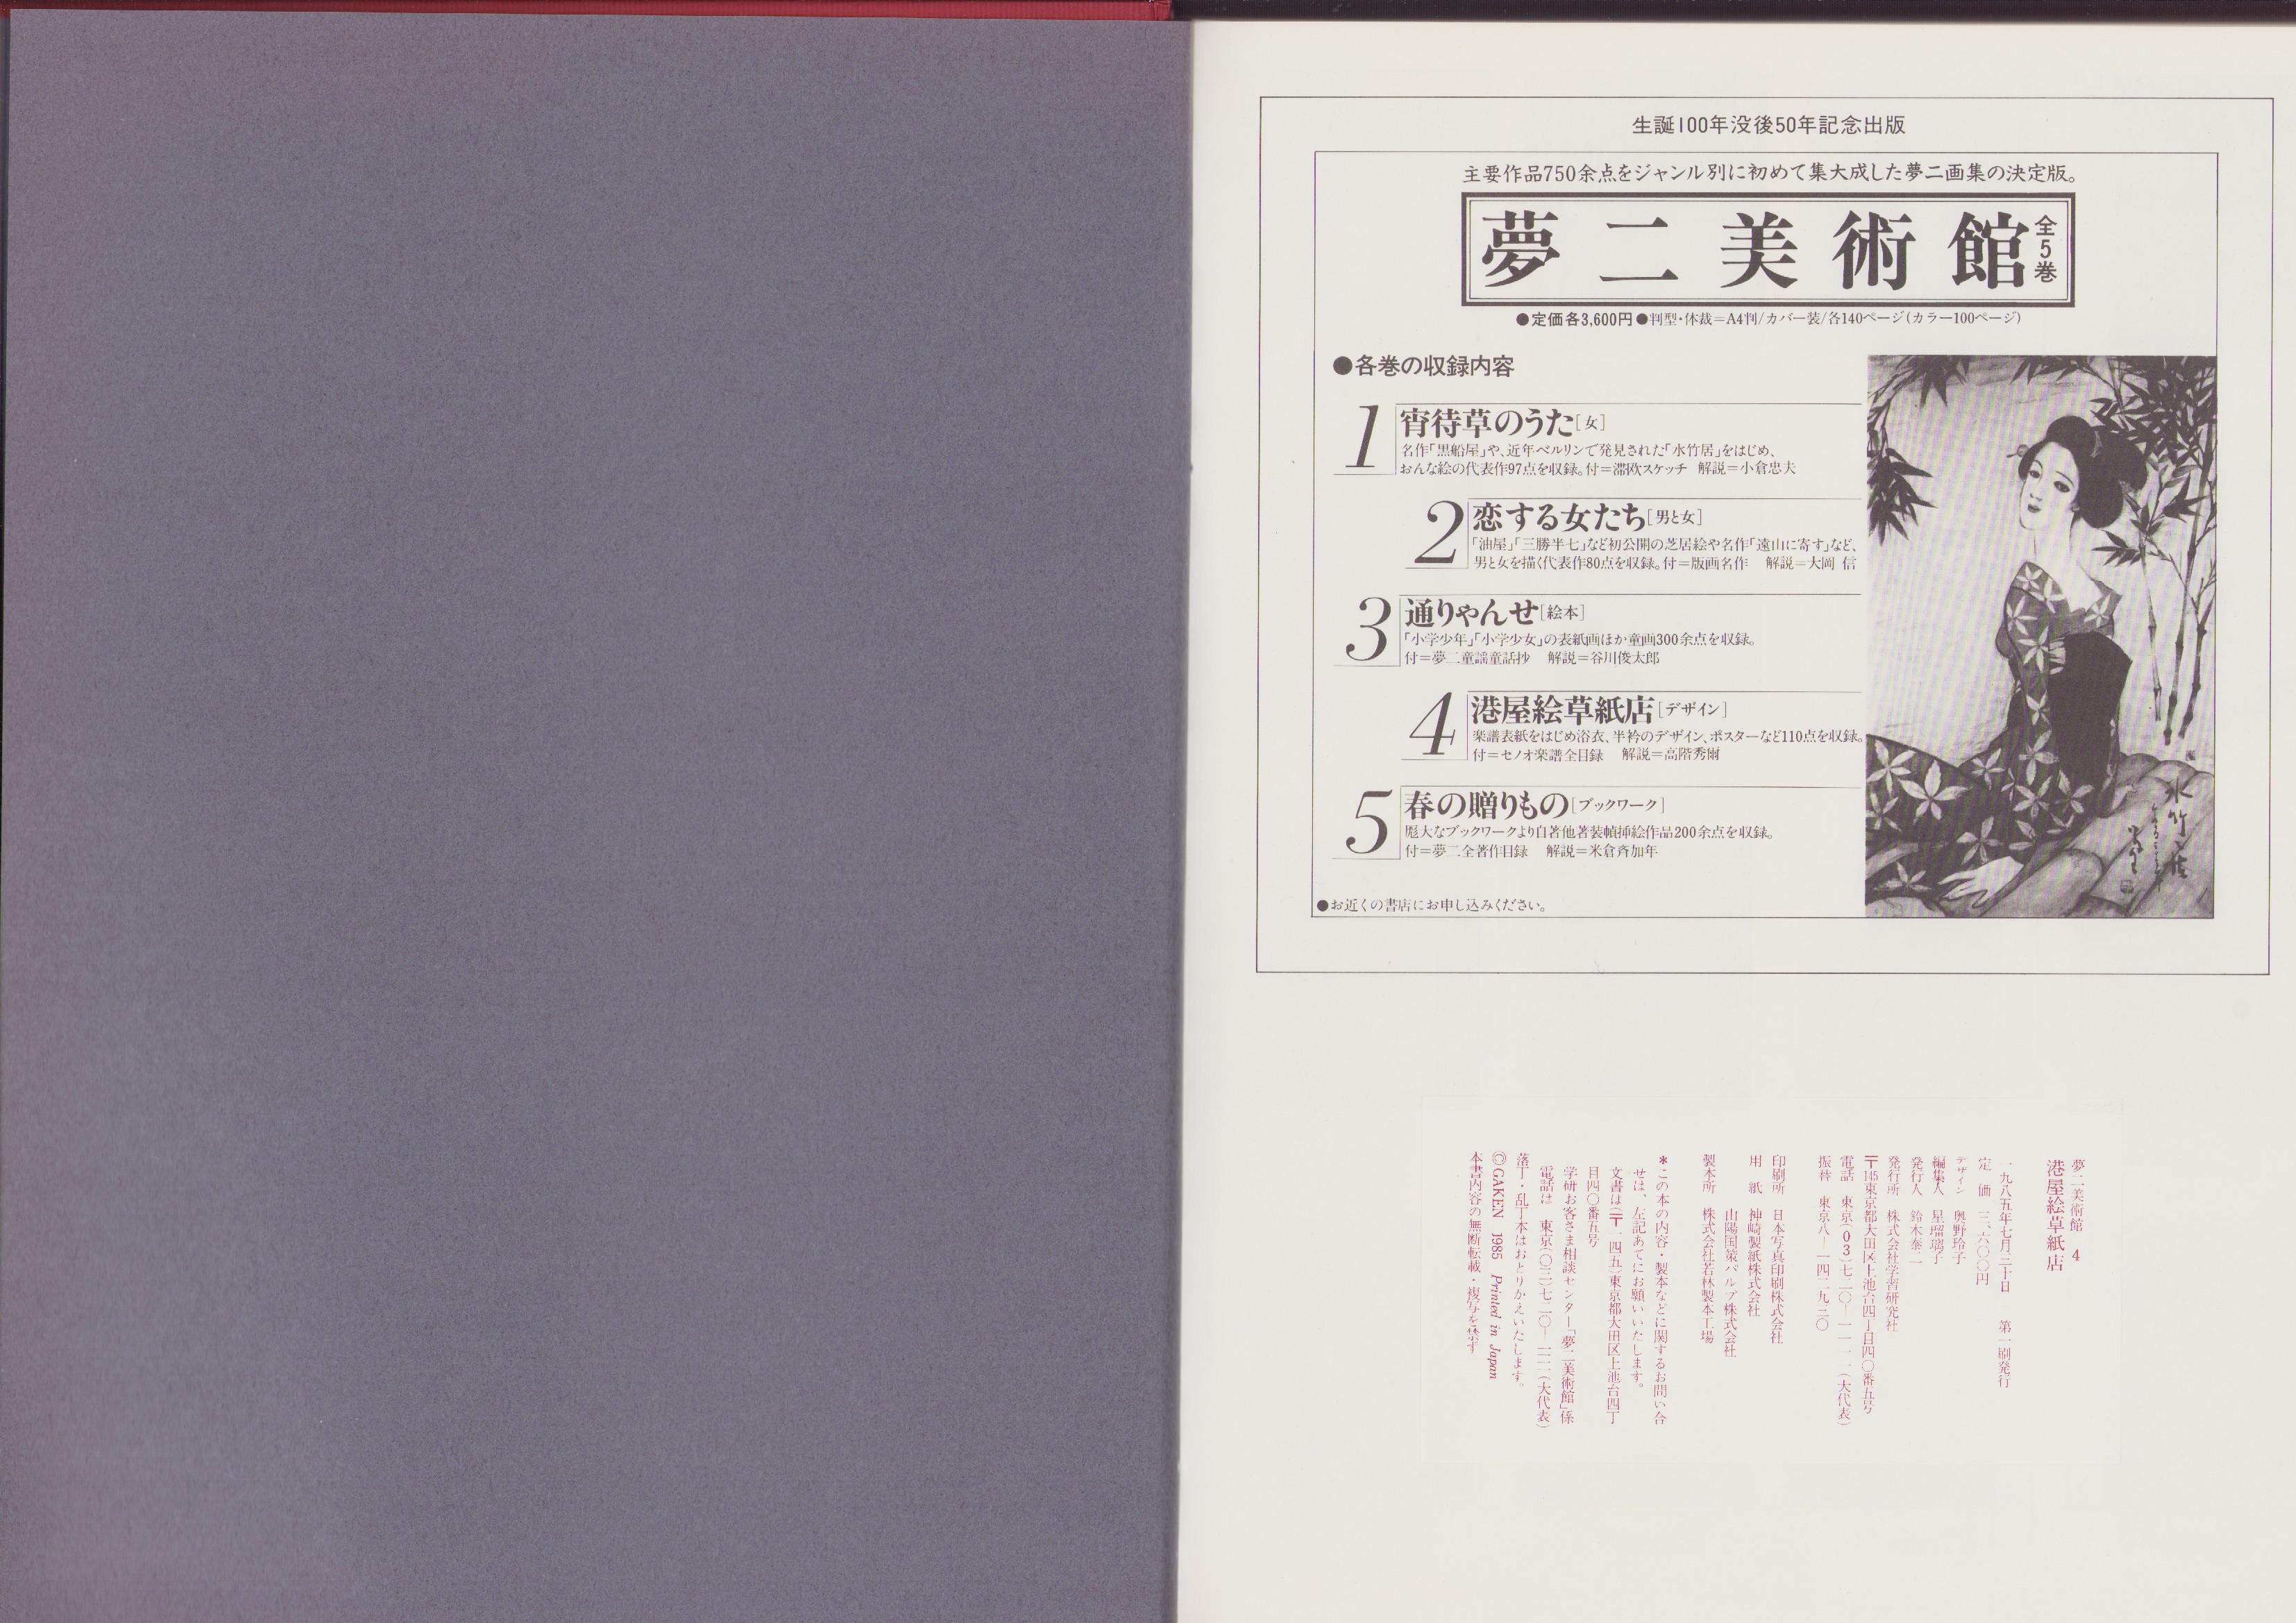 生誕100年没後50年記念出版
主要作品750余点をジャンル別に初めて集大成した夢二画集の決定版。
夢二美術館 全5巻
●定価各3,600円●判型・体裁=A4判/カバー装/各140ページ(カラー100ページ)
●各巻の収録内容
1 宵待草のうた[女]
名作「黒船屋」や、近年ベルリンで発見された「水竹居」をはじめ、
おんな絵の代表作97点を収録。付=滞欧スケッチ 解説=小倉忠夫
2 恋する女たち[男と女]
「油屋」「三勝半七」など初公開の芝居絵や名作「遠山に寄す」など、
男と女を描く代表作80点を収録。付=版画名作 解説=大岡 信
3 通りゃんせ[絵本]
「小学少年」「小学少女」の表紙画ほか童画300余点を収録。
付=夢二童謡童話抄 解説=谷川俊太郎
4 港屋絵草紙店[デザイン]
楽譜表紙をはじめ浴衣、半衿のデザイン、ポスターなど110点を収録。
付=セノオ楽譜全目録 解説=高階秀爾
5 春の贈りもの[ブックワーク]
厖大なブックワークより自著他著装幀挿絵作品200余点を収録。
付=夢二全著作目録 解説=米倉斉加年
●お近くの書店にお申し込みください。
水竹居
夢二美術館 4
港屋絵草紙店
一九八五年七月三十日 第一刷発行
定 価 三、六〇〇円
デザイン 奥野玲子
編集人 星瑠璃子
発行人 鈴木泰二
発行所 株式会社学習研究社
〒145東京都大田区上池台四丁目四〇番五号
電話 東京(03)七二〇―一一一一(大代表)
振替 東京八―一四二九三〇
印刷所 日本写真印刷株式会社
用 紙 神崎製紙株式会社
山陽国策パルプ株式会社
製本所 株式会社若林製本工場
*この本の内容・製本などに関するお問い合
せは、左記あてにお願いいたします。
文書は(〒一四五)東京都大田区上池台四丁
目四〇番五号
学研お客さま相談センター「夢二美術館」係
電話は 東京(〇三)七二〇―一一一一(大代表)
落丁・乱丁本はおとりかえいたします。
©GAKEN 1985 Printed in Japan
本書内容の無断転載・複写を禁ず